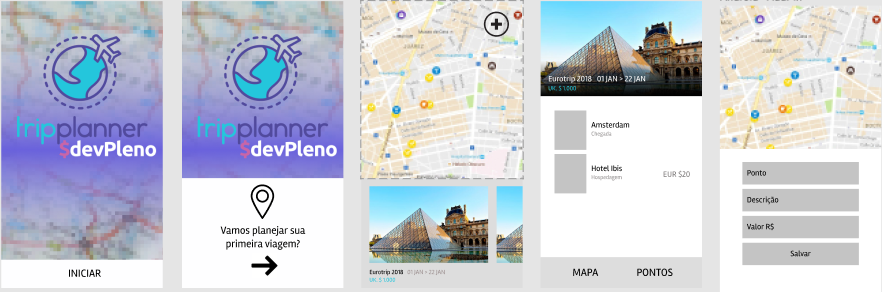 tripplanner
$devPleno
INICIAR
tripplanner
$devPleno
Vamos planejar sua
primeira viagem?
JUÁREZ
Eurotrip 2018 01 JAN > 22 JAN
UK, $ 1.000
Eurotrip 2018 01 JAN > 22 JAN
UK, $ 1.000
Amsterdam
Chegada
Hotel Ibis
Hospedagem
EUR $20
MAPA PONTOS
JUÁREZ
Ponto
Descrição
Valor R$
Salvar